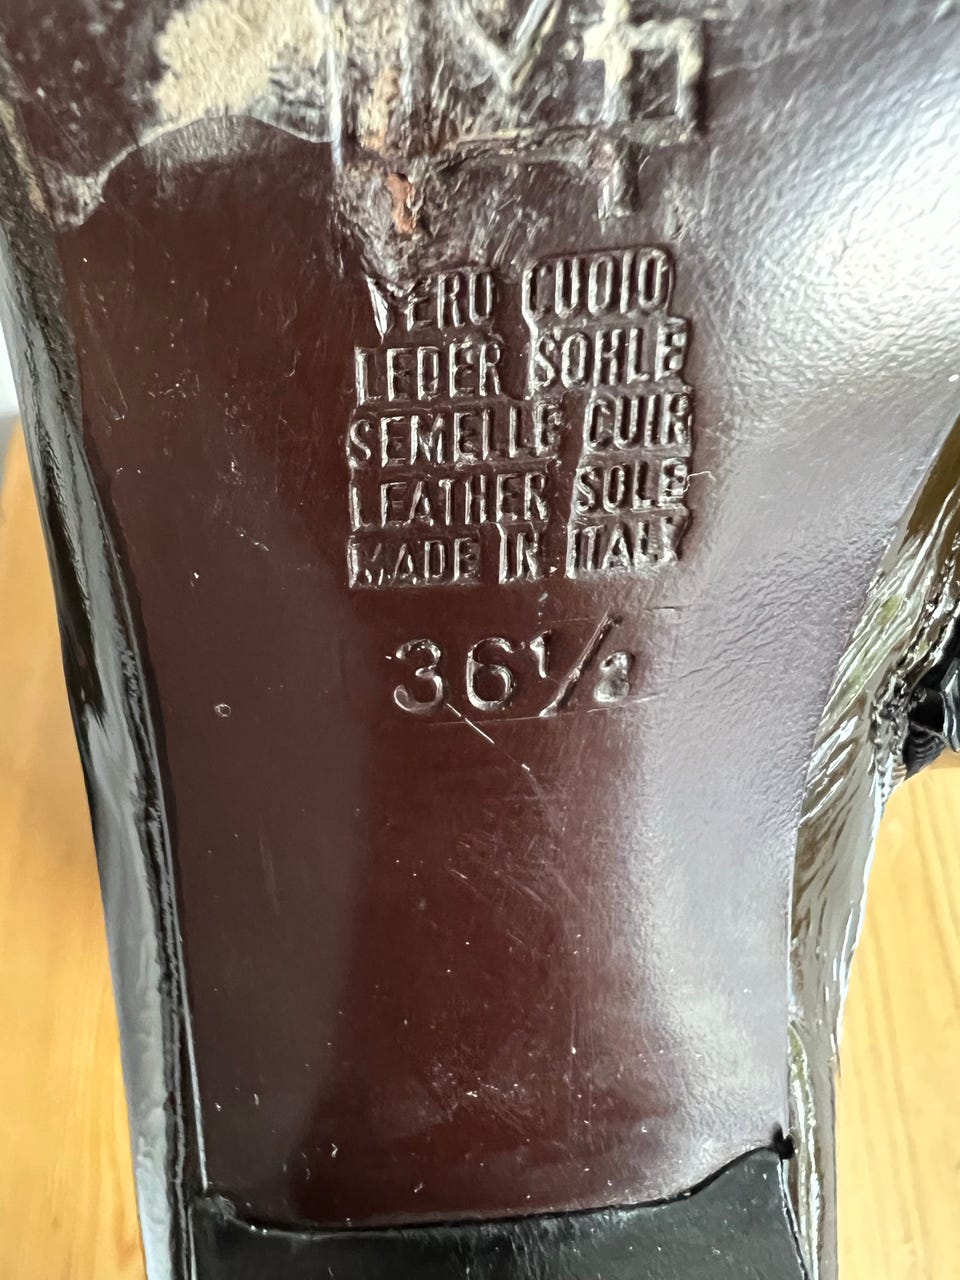 VERO CUOIO
LEDER SOHLE
SEMELLE CUIR
LEATHER SOLE
MADE IN ITALY
36½